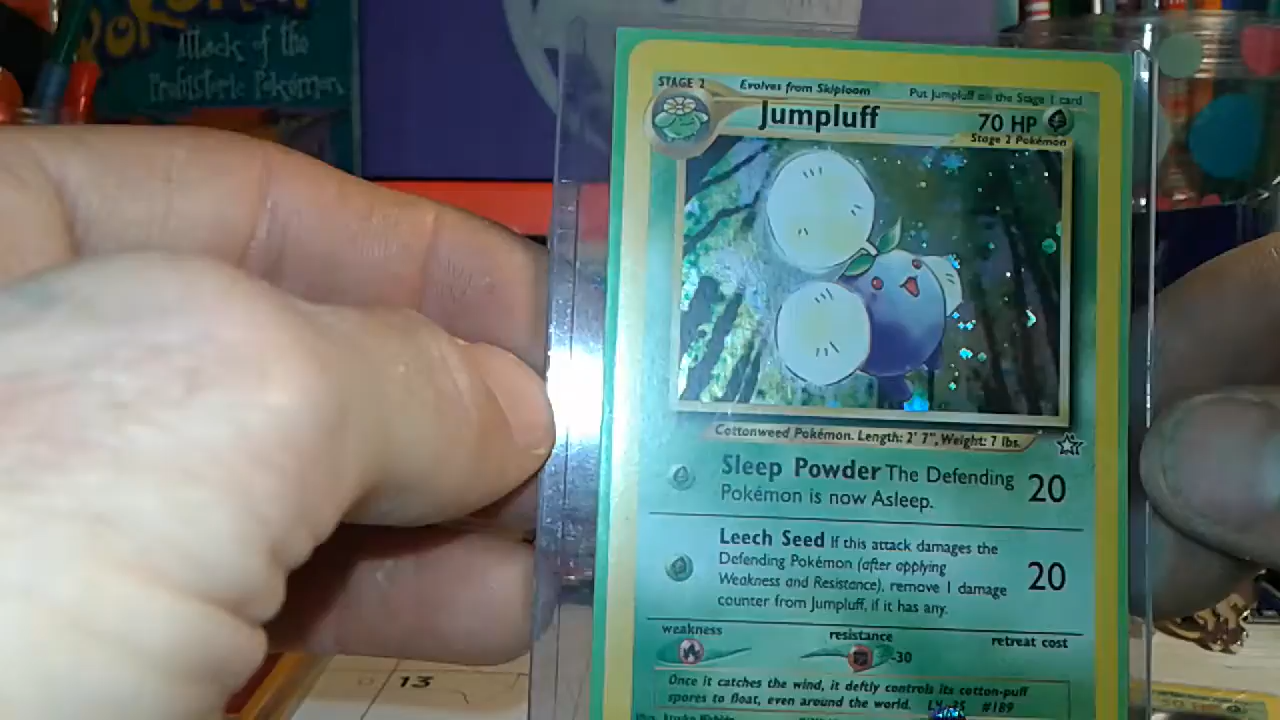 Pokémon
Attack of the
Prehistoric Pokémon
STAGE 2
Evolves from Skiploom
Put Jumpluff on the Stage 1 card
Jumpluff
70 HP
Stage 2 Pokémon
Cottonweed Pokémon. Length: 2' 7", Weight: 7 lbs.
Sleep Powder The Defending
Pokémon is now Asleep.
20
Leech Seed If this attack damages the
Defending Pokémon (after applying
Weakness and Resistance), remove 1 damage
counter from Jumpluff, if it has any.
20
weakness
resistance
retreat cost
-30
Once it catches the wind, it deftly controls its cotton-puff
spores to float, even around the world. #189
13